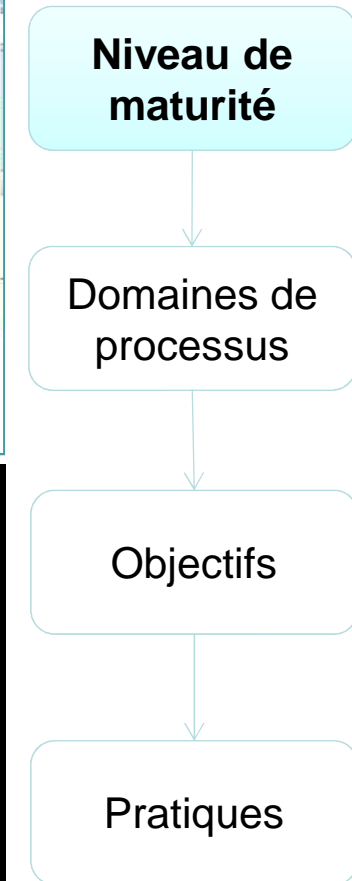 Niveau de
maturité
Domaines de
processus
Objectifs
Pratiques